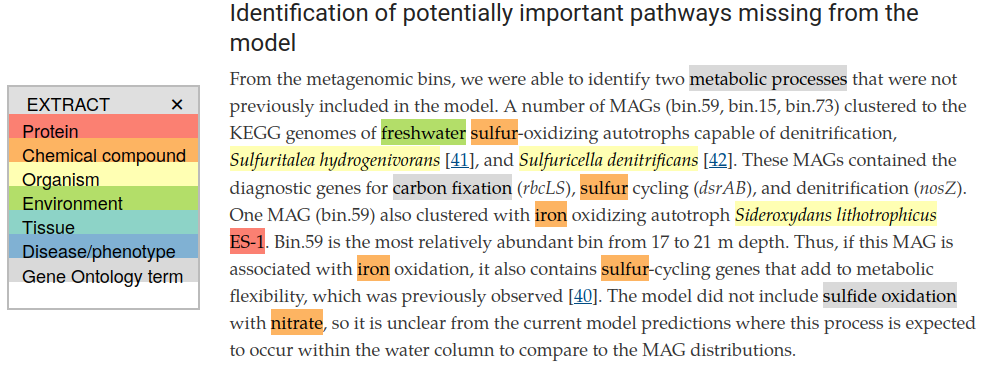 Identification of potentially important pathways missing from the
model
EXTRACT ✕
Protein
Chemical compound
Organism
Environment
Tissue
Disease/phenotype
Gene Ontology term
From the metagenomic bins, we were able to identify two metabolic processes that were not
previously included in the model. A number of MAGs (bin.59, bin.15, bin.73) clustered to the
KEGG genomes of freshwater sulfur-oxidizing autotrophs capable of denitrification,
Sulfuritalea hydrogenivorans [41], and Sulfuricella denitrificans [42]. These MAGs contained the
diagnostic genes for carbon fixation (rbcLS), sulfur cycling (dsrAB), and denitrification (nosZ).
One MAG (bin.59) also clustered with iron oxidizing autotroph Sideroxydans lithotrophicus
ES-1. Bin.59 is the most relatively abundant bin from 17 to 21 m depth. Thus, if this MAG is
associated with iron oxidation, it also contains sulfur-cycling genes that add to metabolic
flexibility, which was previously observed [40]. The model did not include sulfide oxidation
with nitrate, so it is unclear from the current model predictions where this process is expected
to occur within the water column to compare to the MAG distributions.